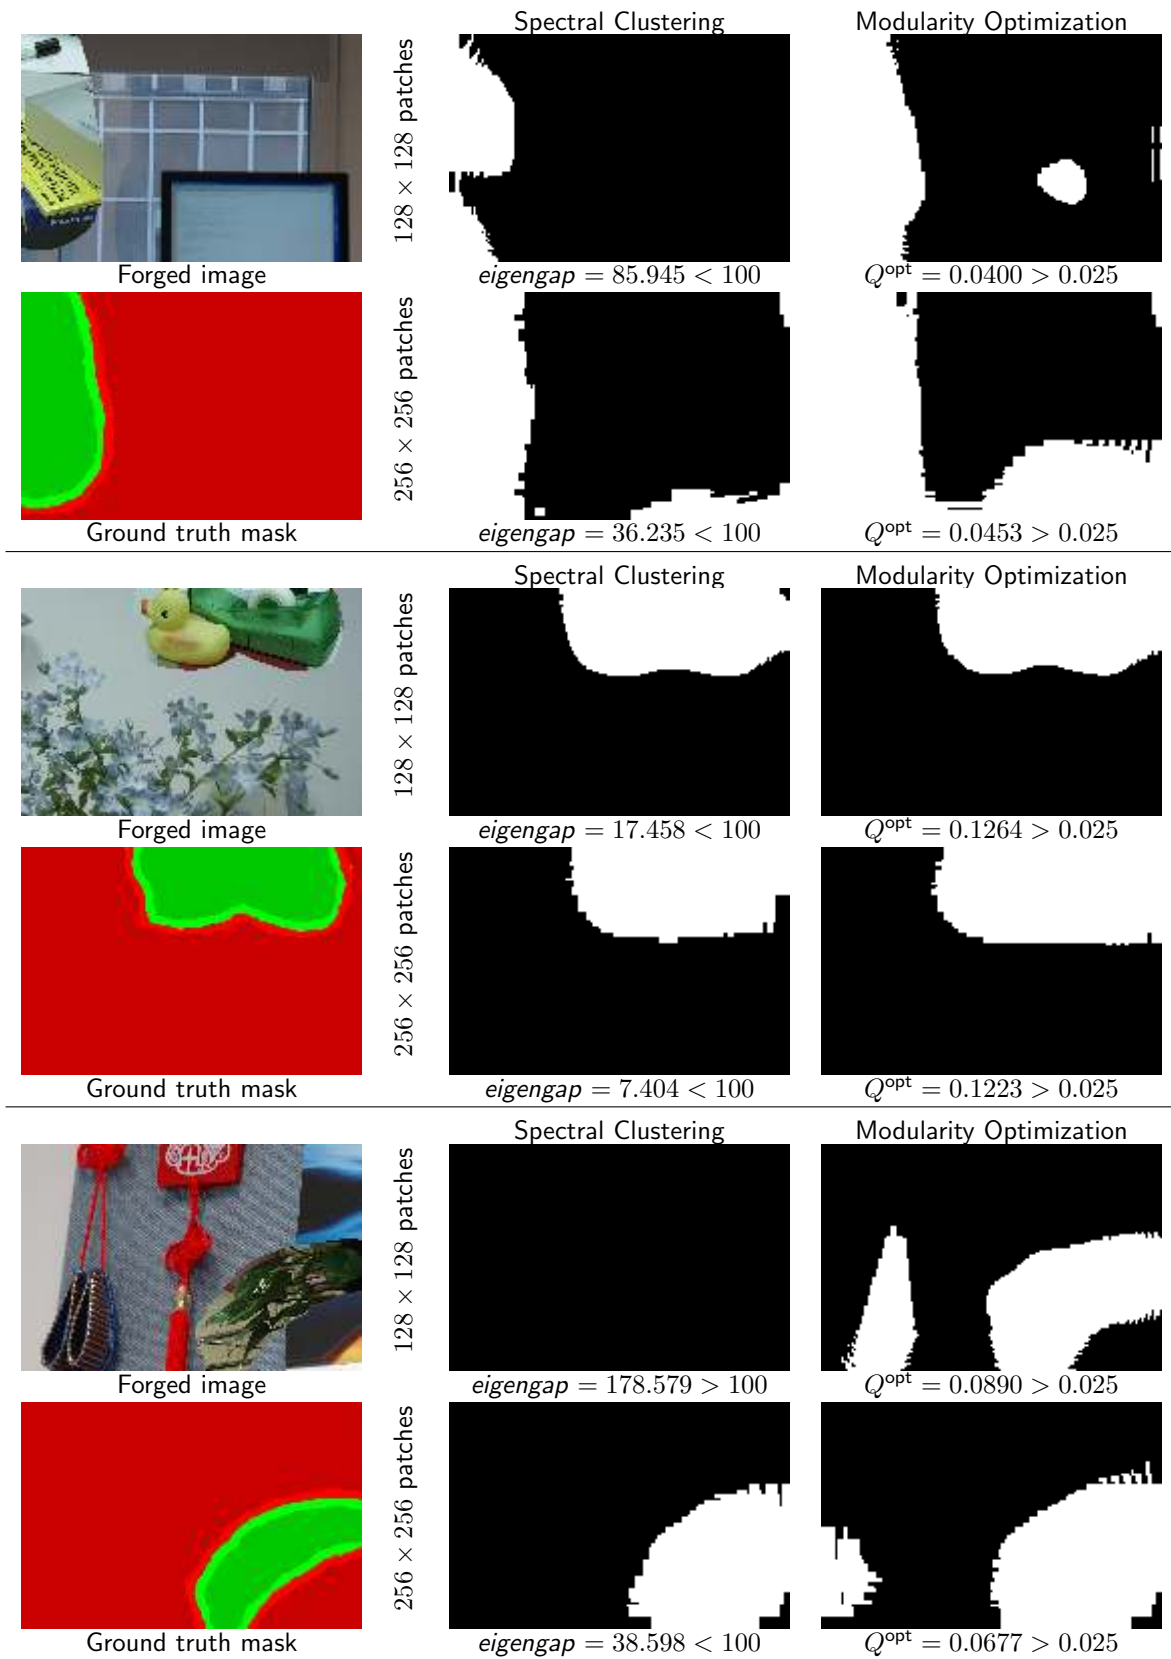 Spectral Clustering
Modularity Optimization
128 × 128 patches
Forged image
eigengap = 85.945 < 100
Q^opt = 0.0400 > 0.025
256 × 256 patches
Ground truth mask
eigengap = 36.235 < 100
Q^opt = 0.0453 > 0.025
Spectral Clustering
Modularity Optimization
128 × 128 patches
Forged image
eigengap = 17.458 < 100
Q^opt = 0.1264 > 0.025
256 × 256 patches
Ground truth mask
eigengap = 7.404 < 100
Q^opt = 0.1223 > 0.025
Spectral Clustering
Modularity Optimization
128 × 128 patches
Forged image
eigengap = 178.579 > 100
Q^opt = 0.0890 > 0.025
256 × 256 patches
Ground truth mask
eigengap = 38.598 < 100
Q^opt = 0.0677 > 0.025